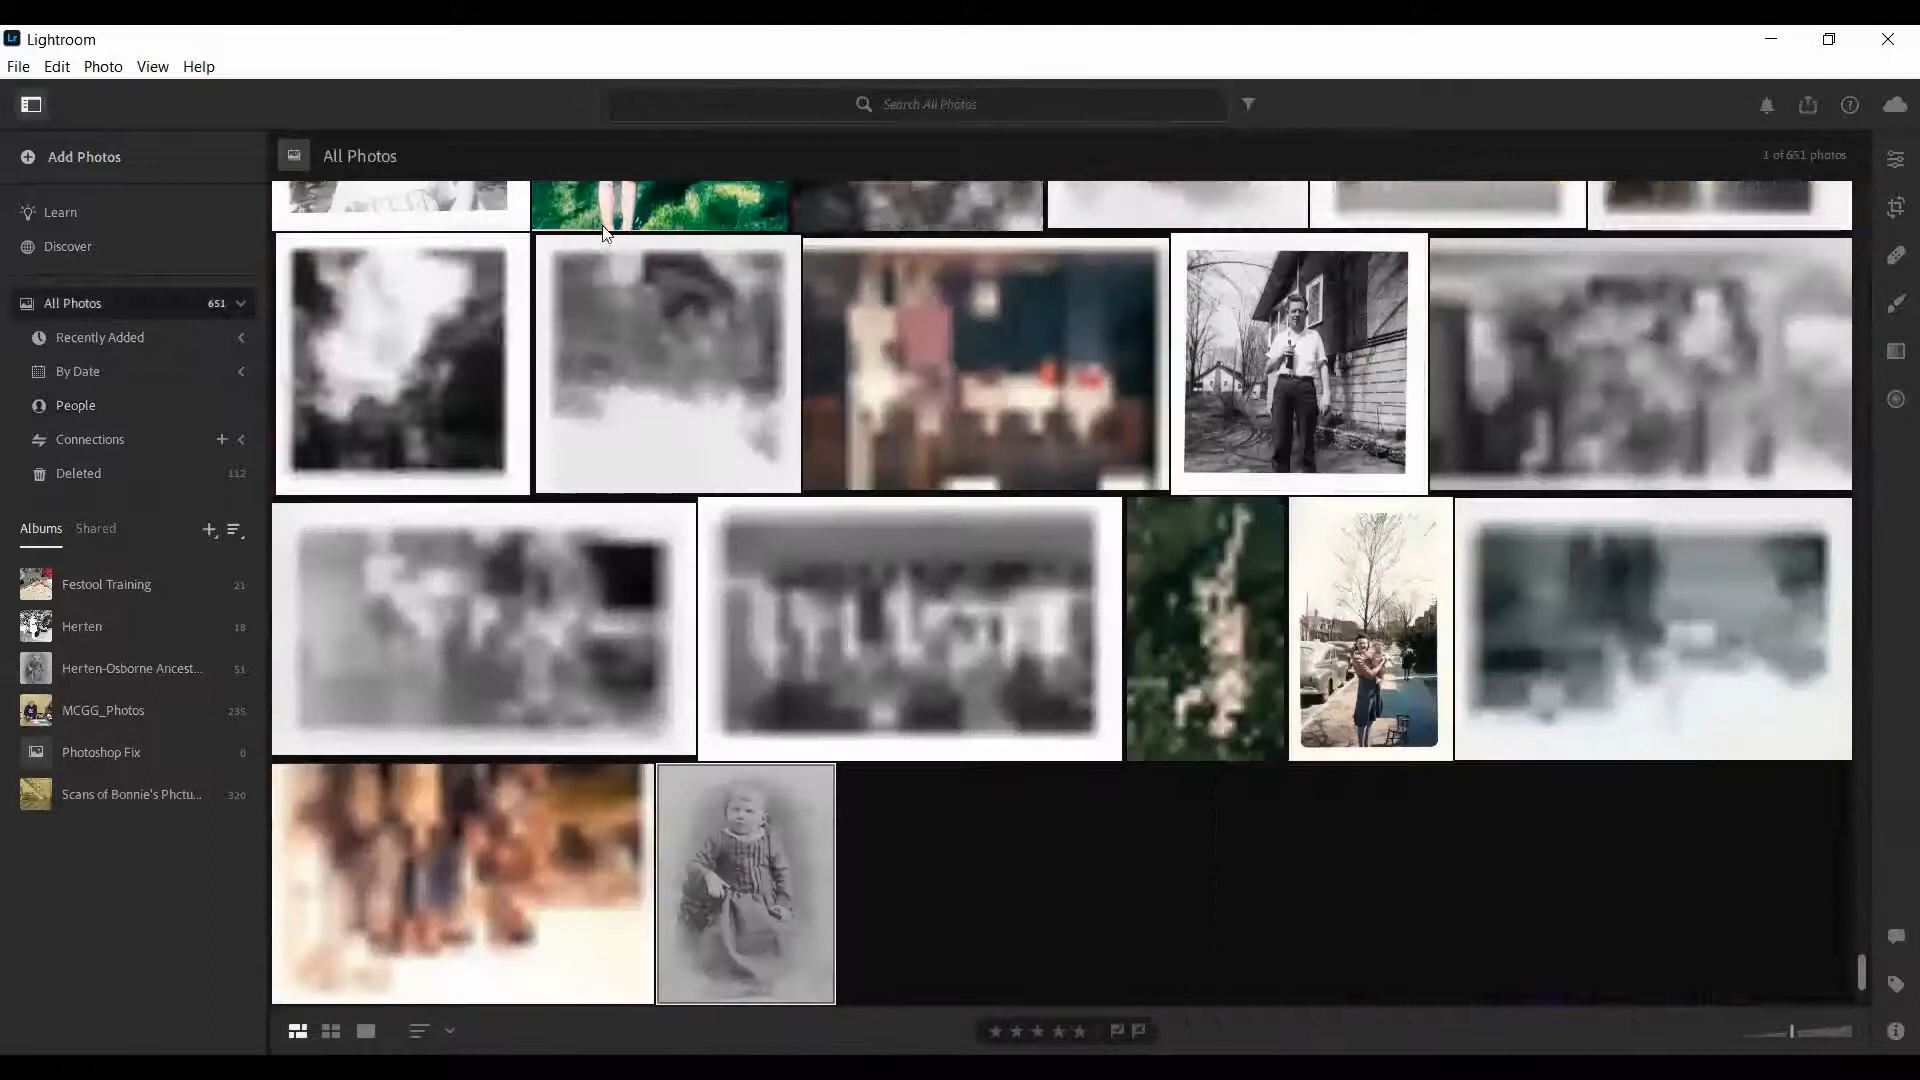 Lr Lightroom
File Edit Photo View Help
Search All Photos
Add Photos
All Photos
1 of 651 photos
Learn
Discover
All Photos 651
Recently Added
By Date
People
Connections
Deleted 112
Albums Shared
Festool Training 21
Herten 18
Herten-Osborne Ancest... 51
MCGG_Photos 235
Photoshop Fix 0
Scans of Bonnie's Phctu... 320